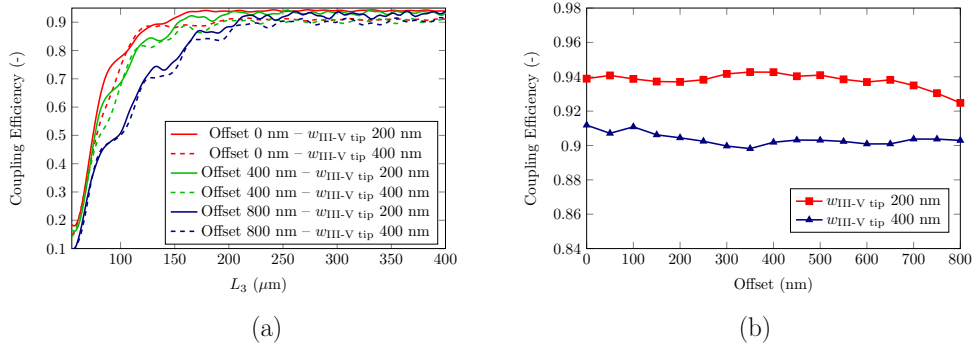 0.9
0.8
0.7
0.6
0.5
0.4
0.3
0.2
0.1
Coupling Efficiency (-)
Offset 0 nm – wIII-V tip 200 nm
Offset 0 nm – wIII-V tip 400 nm
Offset 400 nm – wIII-V tip 200 nm
Offset 400 nm – wIII-V tip 400 nm
Offset 800 nm – wIII-V tip 200 nm
Offset 800 nm – wIII-V tip 400 nm
100 150 200 250 300 350 400
L3 (μm)
(a)
0.98
0.96
0.94
0.92
0.9
0.88
0.86
0.84
Coupling Efficiency (-)
wIII-V tip 200 nm
wIII-V tip 400 nm
0 100 200 300 400 500 600 700 800
Offset (nm)
(b)